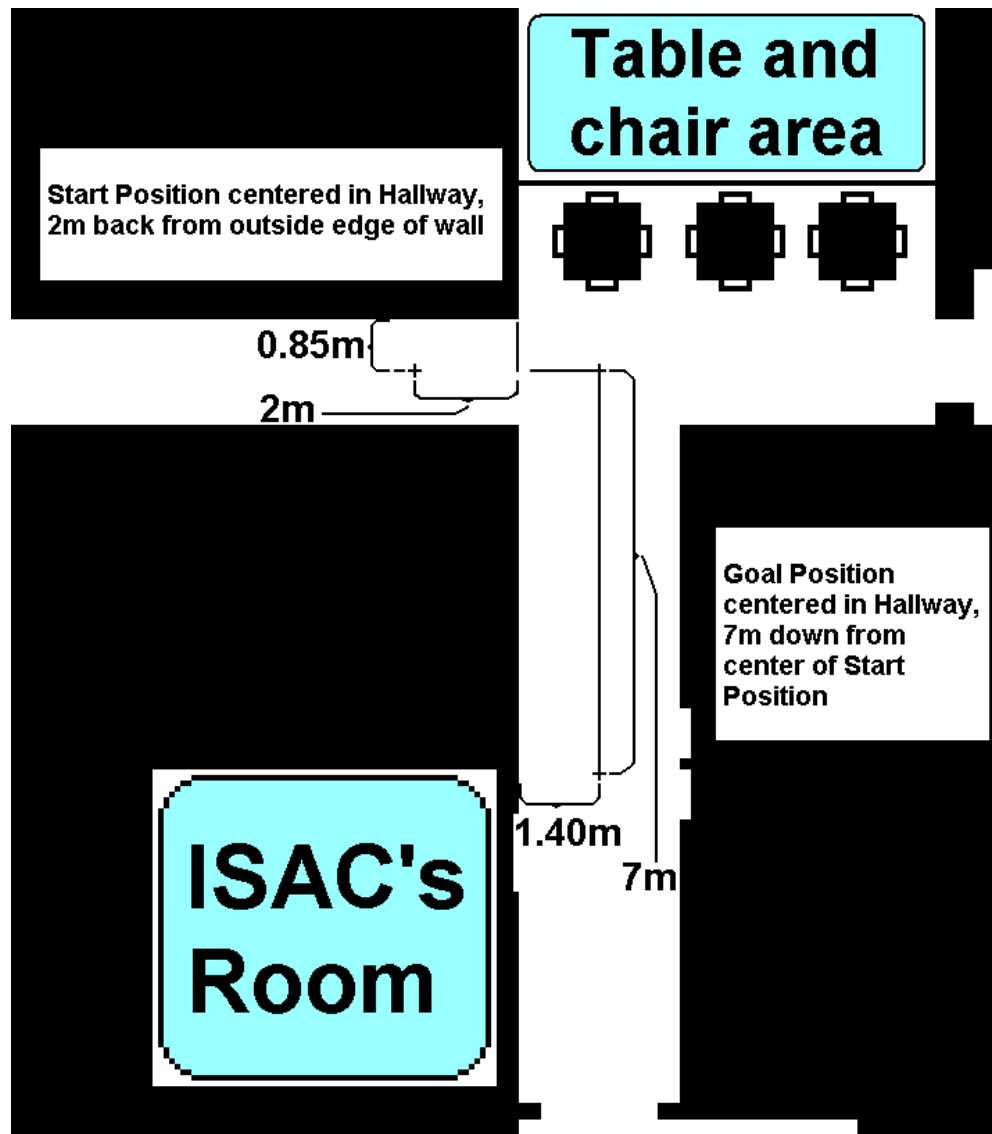 Table and
chair area
Start Position centered in Hallway,
2m back from outside edge of wall
0.85m
2m
Goal Position
centered in Hallway,
7m down from
center of Start
Position
1.40m
7m
ISAC's
Room